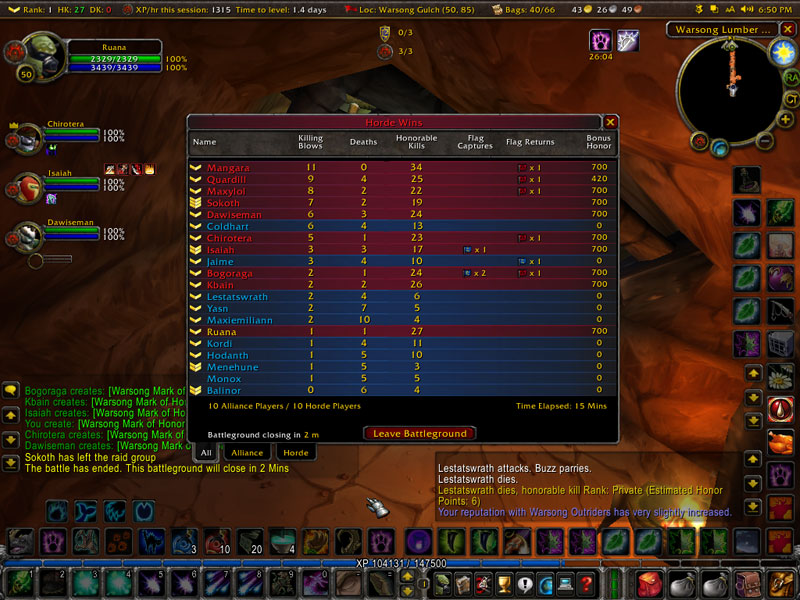 Rank: 1 HK: 27 DK: 0 XP/hr this session: 1315 Time to level: 1.4 days Loc: Warsong Gulch (50, 85) Bags: 40/66 43 26 49 6:50 PM
Warsong Lumber ...
0/3
3/3
Ruana
2329/2329 100%
3439/3439 100%
50
26:04
Chirotera
100%
100%
Isaiah
100%
100%
Dawiseman
100%
100%
Horde Wins
Name Killing Blows Deaths Honorable Kills Flag Captures Flag Returns Bonus Honor
Mangara 11 0 34 x 1 700
Quardill 9 4 25 x 1 420
Maxylol 8 2 22 x 1 700
Sokoth 7 2 19 700
Dawiseman 6 3 24 700
Coldhart 6 4 13 0
Chirotera 5 1 23 x 1 700
Isaiah 3 3 17 x 1 700
Jaime 3 4 10 x 1 0
Bogoraga 2 1 24 x 2 x 1 700
Kbain 2 2 26 700
Lestatswrath 2 4 6 0
Yasn 2 7 5 0
Maxiemiliann 2 10 4 0
Ruana 1 1 27 700
Kordi 1 4 11 0
Hodanth 1 5 10 0
Menehune 1 5 3 0
Monox 1 5 5 0
Balinor 0 6 4 0
10 Alliance Players / 10 Horde Players Time Elapsed: 15 Mins
Battleground closing in 2 m Leave Battleground
All Alliance Horde
Bogoraga creates: [Warsong Mark of
Kbain creates: [Warsong Mark of Ho
Isaiah creates: [Warsong Mark of Ho
You create: [Warsong Mark of Honor
Chirotera creates: [Warsong Mark of
Dawiseman creates: [Warsong Mark of
Sokoth has left the raid group
The battle has ended. This battleground will close in 2 Mins
Lestatswrath attacks. Buzz parries.
Lestatswrath dies.
Lestatswrath dies, honorable kill Rank: Private (Estimated Honor
Points: 6)
Your reputation with Warsong Outriders has very slightly increased.
3 10 20 4
XP 104131 / 147500